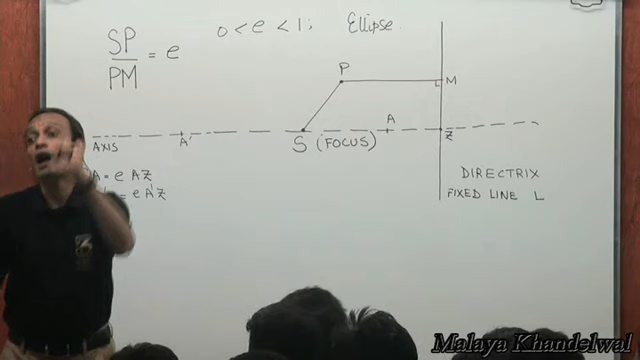 SP
PM
= e
0 < e < 1; Ellipse.
P
M
A
AXIS
A'
S (FOCUS)
Z
A = e AZ
= e A'Z
DIRECTRIX
FIXED LINE L
Malaya Khandelwal